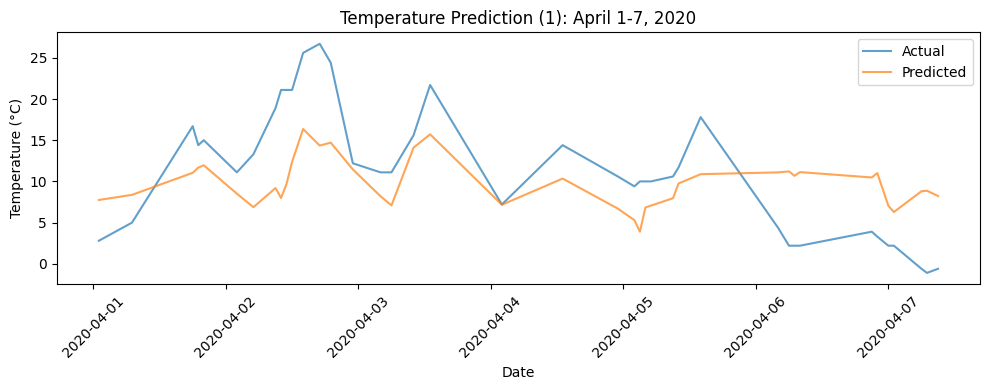 Temperature Prediction (1): April 1-7, 2020
Actual
Predicted
Temperature (°C)
25
20
15
10
5
0
2020-04-01
2020-04-02
2020-04-03
2020-04-04
2020-04-05
2020-04-06
2020-04-07
Date